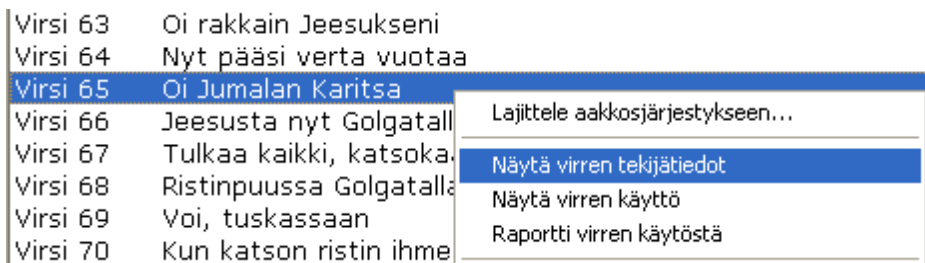 Virsi 63 Oi rakkain Jeesukseni
Virsi 64 Nyt pääsi verta vuotaa
Virsi 65 Oi Jumalan Karitsa
Virsi 66 Jeesusta nyt Golgatall
Virsi 67 Tulkaa kaikki, katsoka
Virsi 68 Ristinpuussa Golgatalla
Virsi 69 Voi, tuskassaan
Virsi 70 Kun katson ristin ihme
Lajittele aakkosjärjestykseen...
Näytä virren tekijätiedot
Näytä virren käyttö
Raportti virren käytöstä